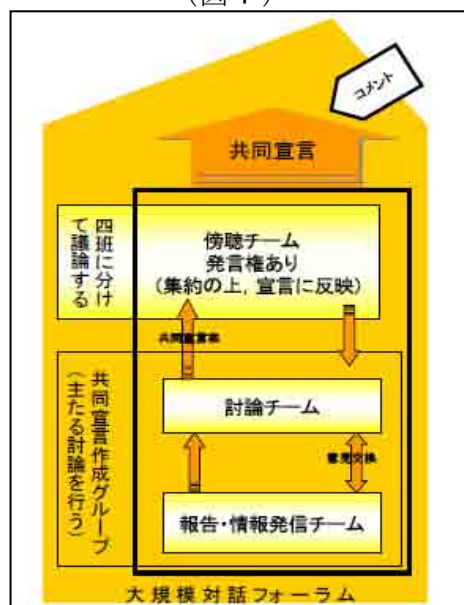 (図1)
コメント
共同宣言
四班に分け
て議論する
傍聴チーム
発言権あり
(集約の上，宣言に反映)
共同宣言案
共同宣言作成グループ
(主たる討論を行う)
討論チーム
意見交換
報告・情報発信チーム
大規模対話フォーラム